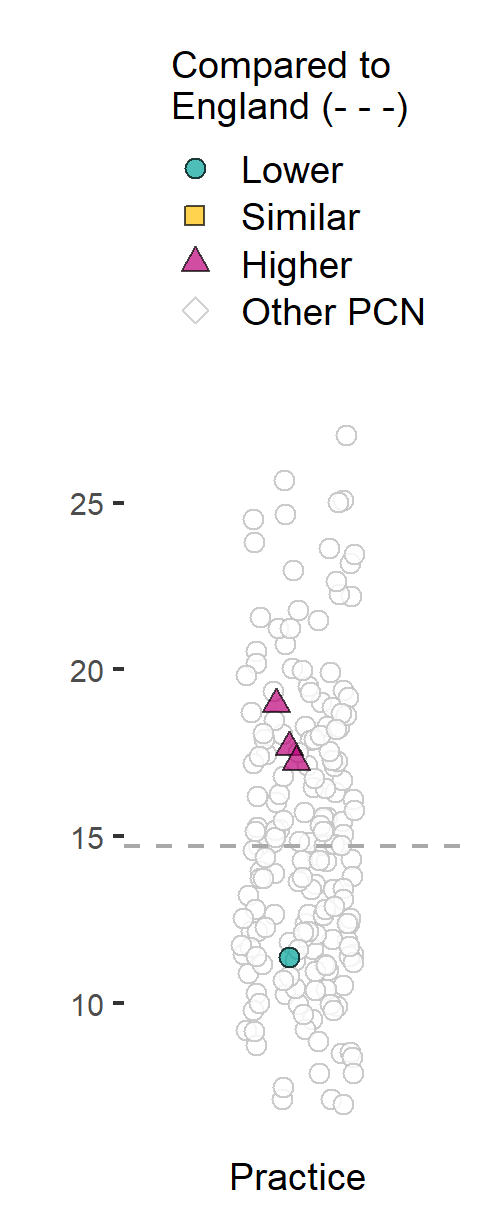 Compared to
England (- - -)
Lower
Similar
Higher
Other PCN
25
20
15
10
Practice